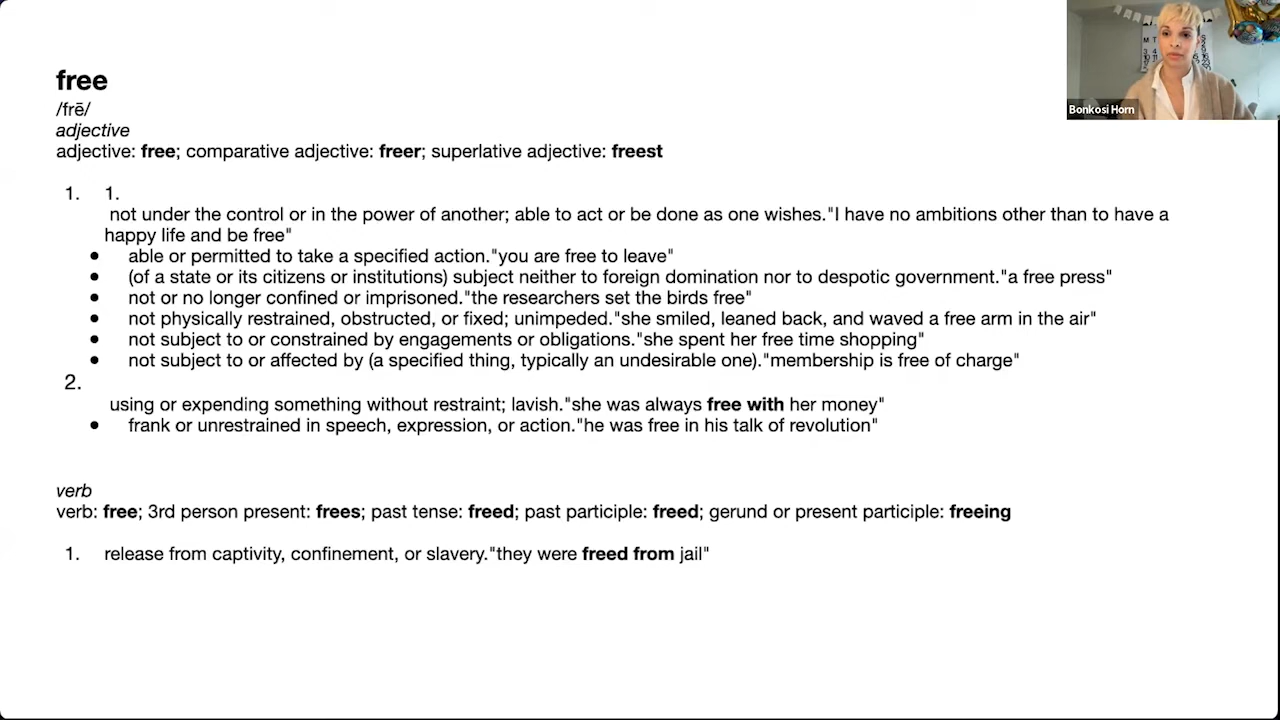 free
/frē/
adjective
adjective: free; comparative adjective: freer; superlative adjective: freest
1. 1.
not under the control or in the power of another; able to act or be done as one wishes."I have no ambitions other than to have a
happy life and be free"
• able or permitted to take a specified action."you are free to leave"
• (of a state or its citizens or institutions) subject neither to foreign domination nor to despotic government."a free press"
• not or no longer confined or imprisoned."the researchers set the birds free"
• not physically restrained, obstructed, or fixed; unimpeded."she smiled, leaned back, and waved a free arm in the air"
• not subject to or constrained by engagements or obligations."she spent her free time shopping"
• not subject to or affected by (a specified thing, typically an undesirable one)."membership is free of charge"
2.
using or expending something without restraint; lavish."she was always free with her money"
• frank or unrestrained in speech, expression, or action."he was free in his talk of revolution"
verb
verb: free; 3rd person present: frees; past tense: freed; past participle: freed; gerund or present participle: freeing
1. release from captivity, confinement, or slavery."they were freed from jail"
Bonkosi Horn
M T
3 4